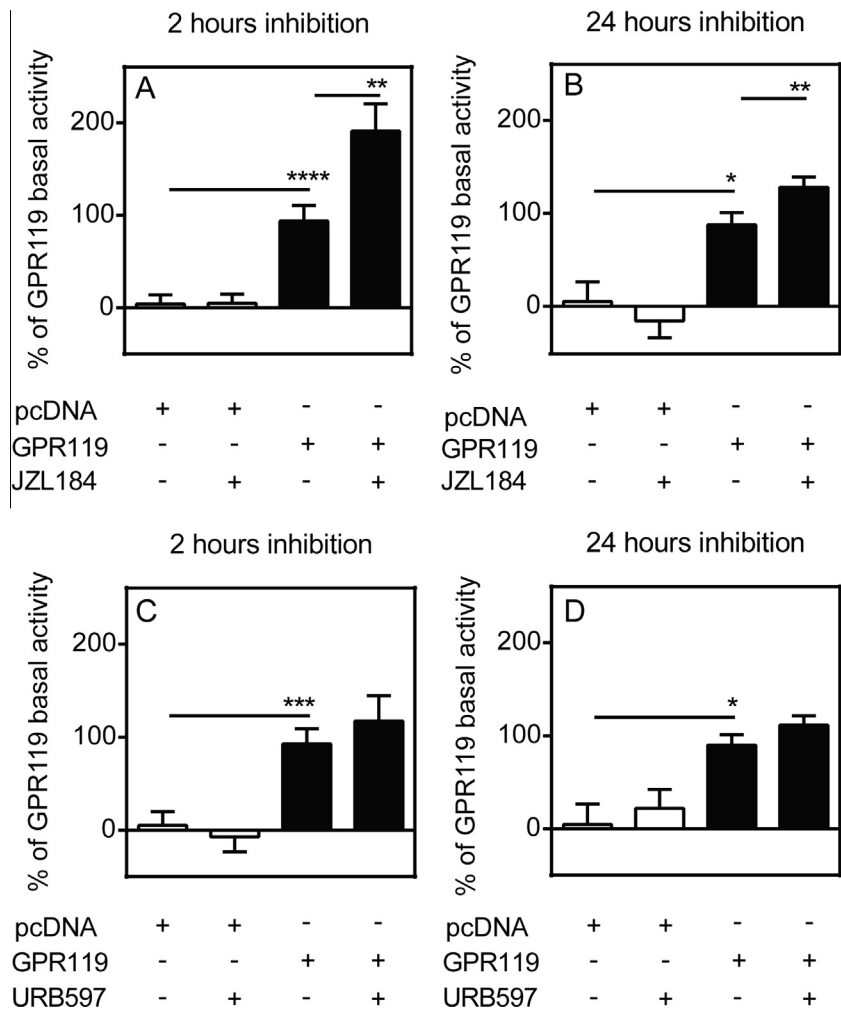 2 hours inhibition
24 hours inhibition
A
**
****
200
100
0
% of GPR119 basal activity
pcDNA + + - -
GPR119 - - + +
JZL184 - + - +
B
**
*
200
100
0
% of GPR119 basal activity
pcDNA + + - -
GPR119 - - + +
JZL184 - + - +
2 hours inhibition
24 hours inhibition
C
***
200
100
0
% of GPR119 basal activity
pcDNA + + - -
GPR119 - - + +
URB597 - + - +
D
*
200
100
0
% of GPR119 basal activity
pcDNA + + - -
GPR119 - - + +
URB597 - + - +